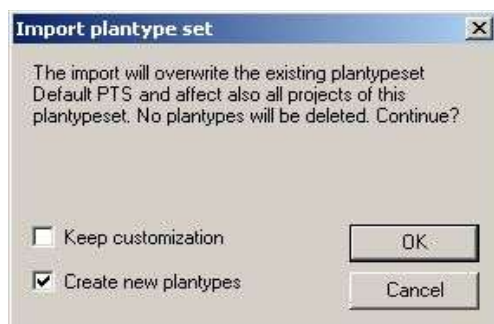 Import plantype set
The import will overwrite the existing plantypeset
Default PTS and affect also all projects of this
plantypeset. No plantypes will be deleted. Continue?
Keep customization
OK
Create new plantypes
Cancel